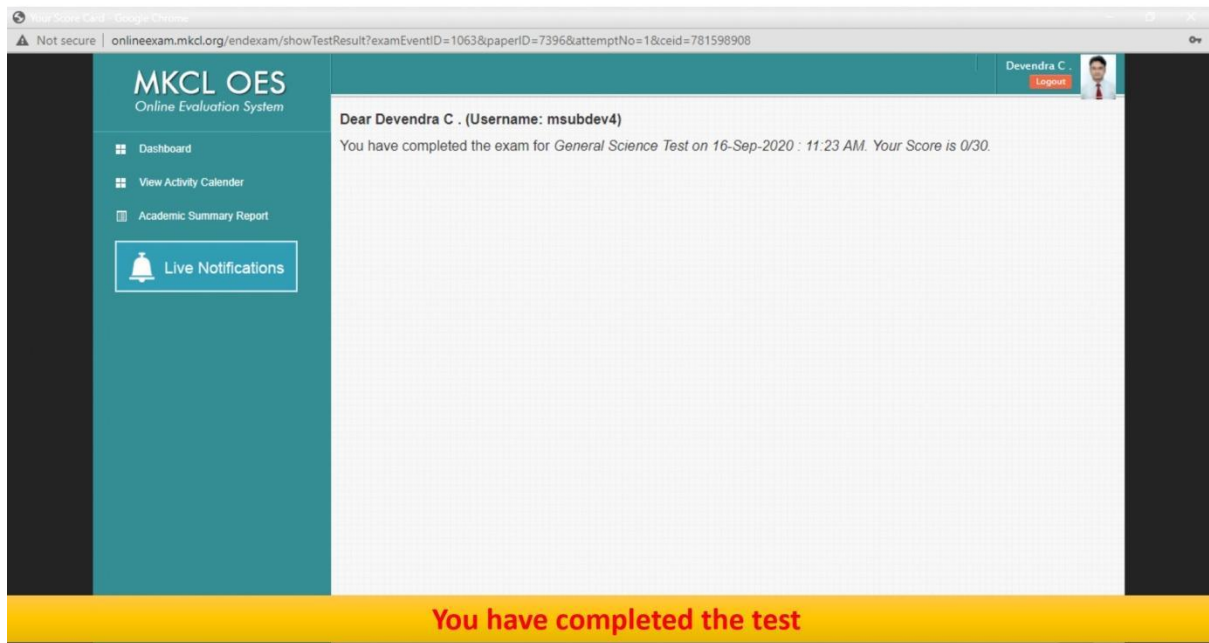 Your Score Card - Google Chrome
Not secure | onlineexam.mkcl.org/endexam/showTestResult?examEventID=1063&paperID=7396&attemptNo=1&ceid=781598908
MKCL OES
Online Evaluation System
Devendra C .
Logout
Dashboard
View Activity Calender
Academic Summary Report
Live Notifications
Dear Devendra C . (Username: msubdev4)
You have completed the exam for General Science Test on 16-Sep-2020 : 11:23 AM. Your Score is 0/30.
You have completed the test